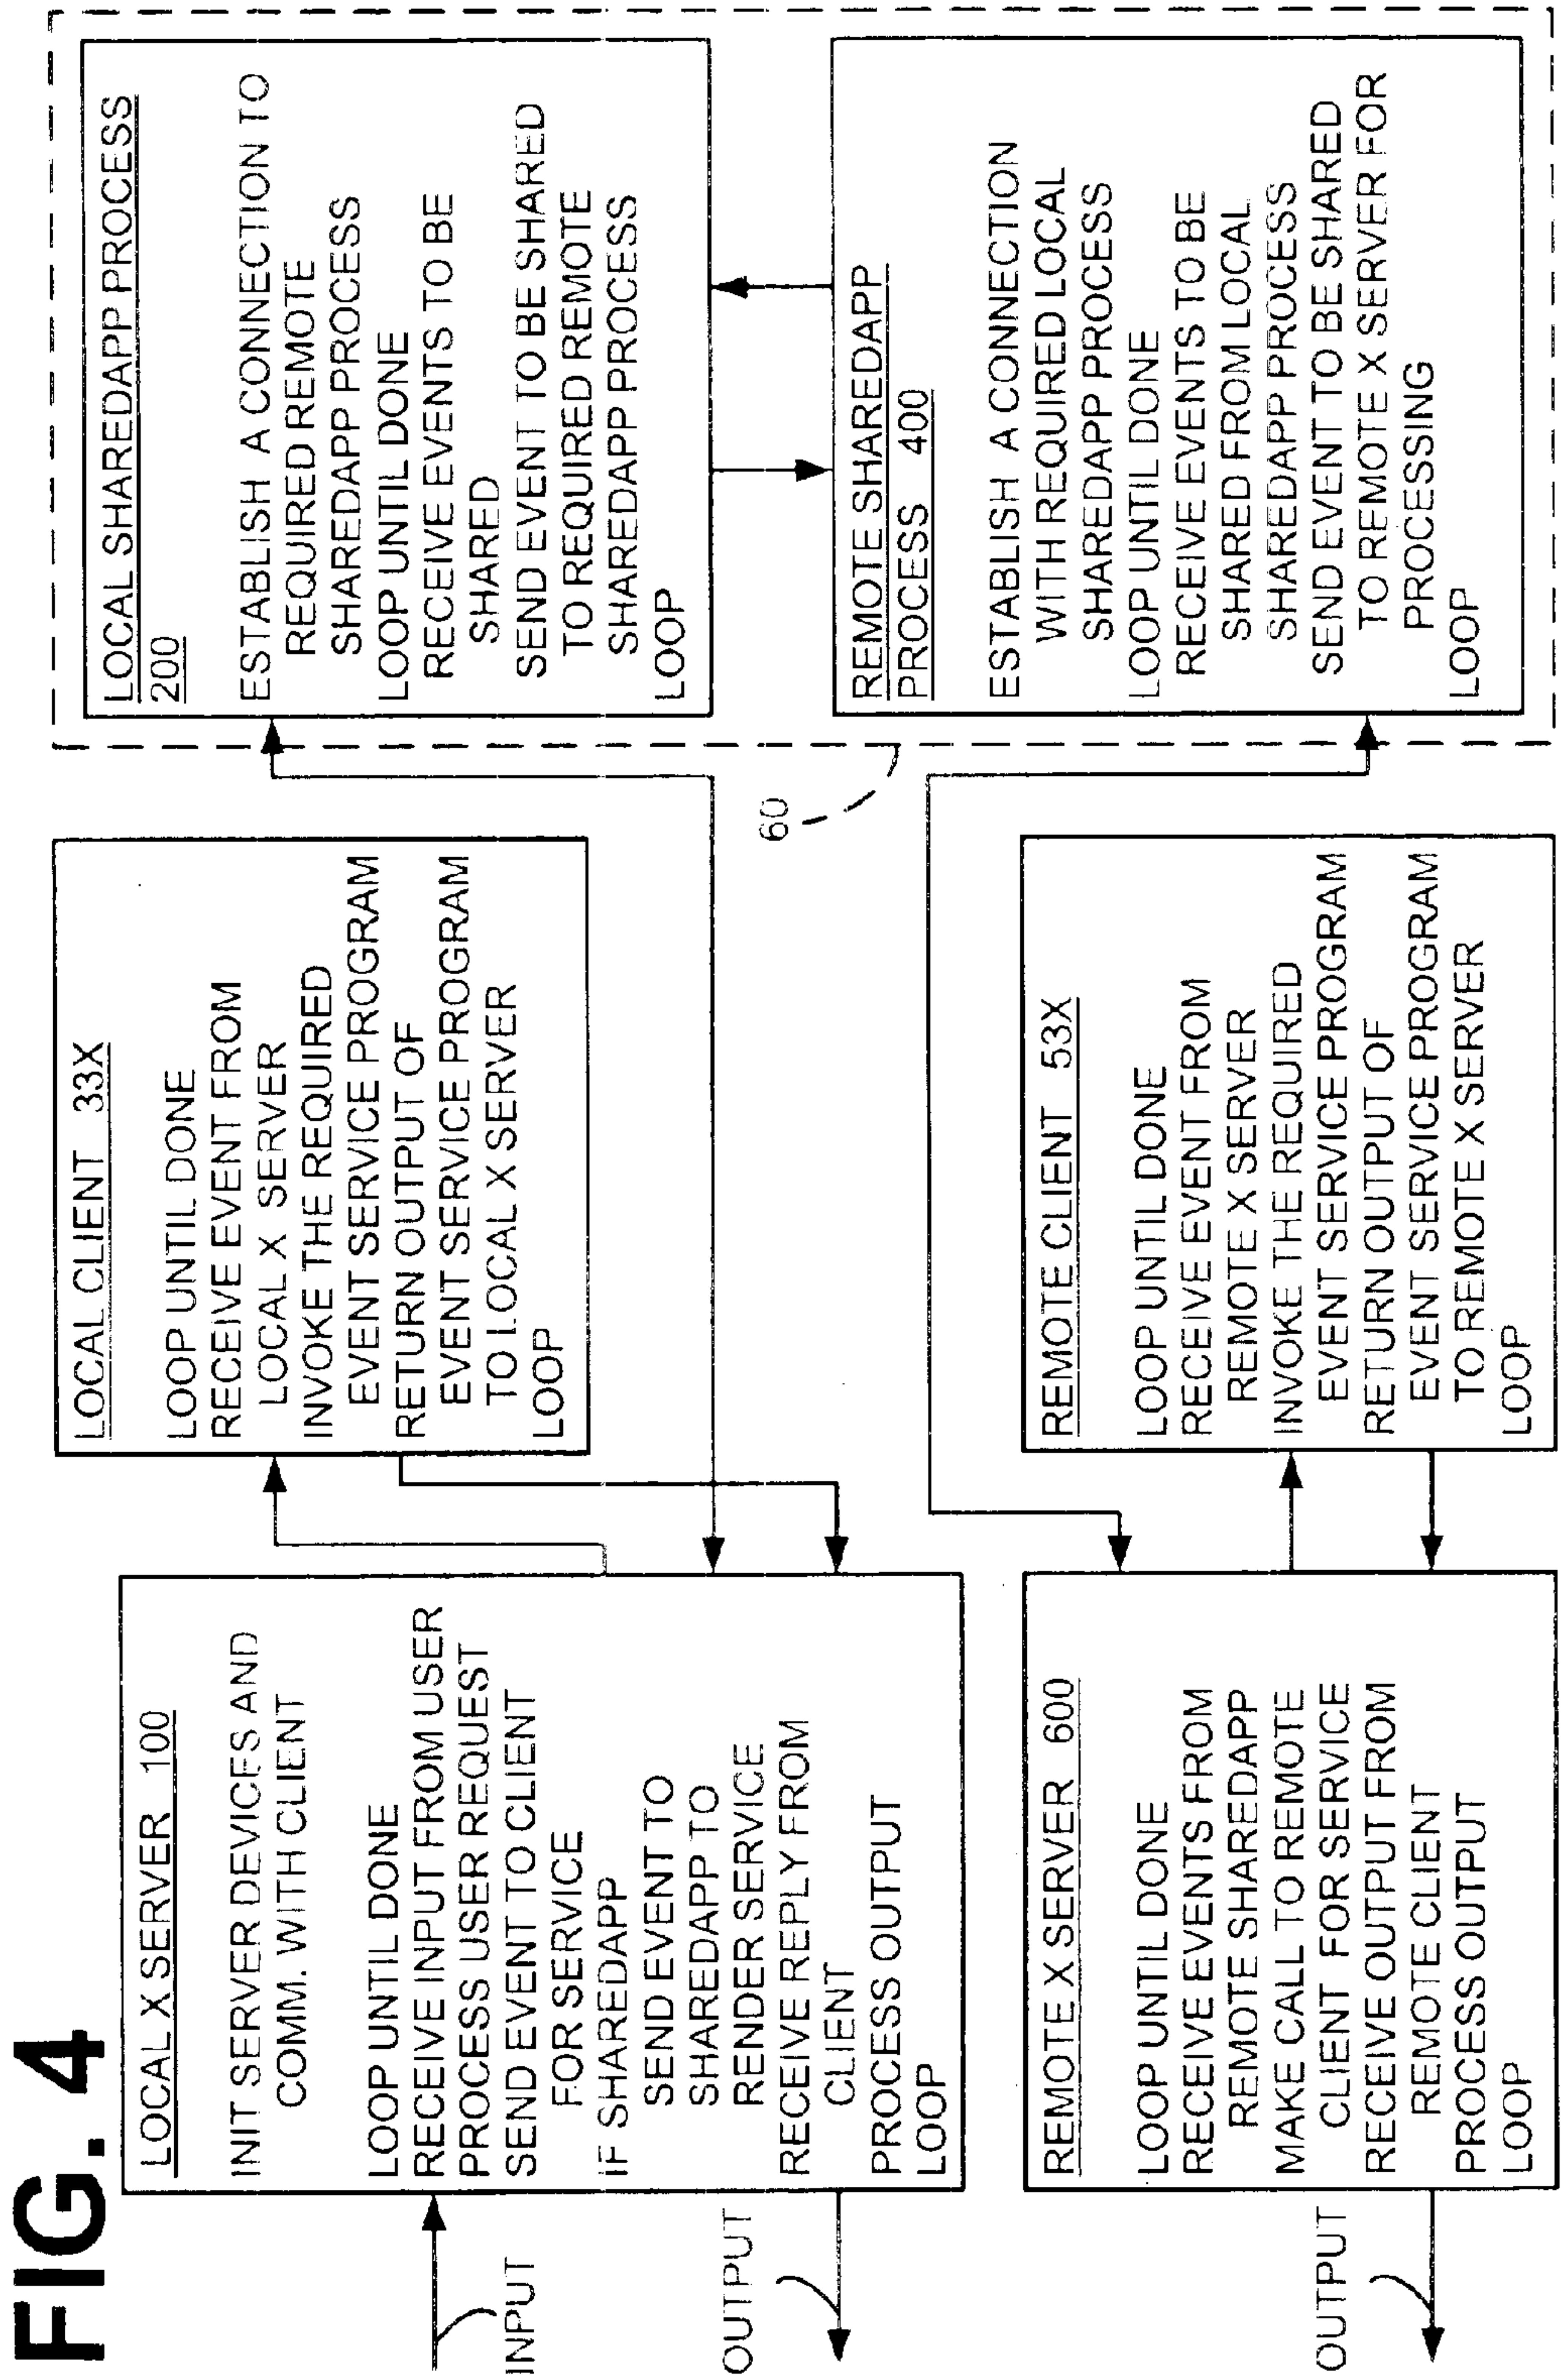 FIG. 4
LOCAL X SERVER 100
INIT SERVER DEVICES AND
COMM. WITH CLIENT
LOOP UNTIL DONE
RECEIVE INPUT FROM USER
PROCESS USER REQUEST
SEND EVENT TO CLIENT
FOR SERVICE
IF SHAREDAPP
SEND EVENT TO
SHAREDAPP TO
RENDER SERVICE
RECEIVE REPLY FROM
CLIENT
PROCESS OUTPUT
LOOP
INPUT
OUTPUT
LOCAL CLIENT 33X
LOOP UNTIL DONE
RECEIVE EVENT FROM
LOCAL X SERVER
INVOKE THE REQUIRED
EVENT SERVICE PROGRAM
RETURN OUTPUT OF
EVENT SERVICE PROGRAM
TO LOCAL X SERVER
LOOP
LOCAL SHAREDAPP PROCESS
200
ESTABLISH A CONNECTION TO
REQUIRED REMOTE
SHAREDAPP PROCESS
LOOP UNTIL DONE
RECEIVE EVENTS TO BE
SHARED
SEND EVENT TO BE SHARED
TO REQUIRED REMOTE
SHAREDAPP PROCESS
LOOP
60
REMOTE X SERVER 600
LOOP UNTIL DONE
RECEIVE EVENTS FROM
REMOTE SHAREDAPP
MAKE CALL TO REMOTE
CLIENT FOR SERVICE
RECEIVE OUTPUT FROM
REMOTE CLIENT
PROCESS OUTPUT
LOOP
OUTPUT
REMOTE CLIENT 53X
LOOP UNTIL DONE
RECEIVE EVENT FROM
REMOTE X SERVER
INVOKE THE REQUIRED
EVENT SERVICE PROGRAM
RETURN OUTPUT OF
EVENT SERVICE PROGRAM
TO REMOTE X SERVER
LOOP
REMOTE SHAREDAPP
PROCESS 400
ESTABLISH A CONNECTION
WITH REQUIRED LOCAL
SHAREDAPP PROCESS
LOOP UNTIL DONE
RECEIVE EVENTS TO BE
SHARED FROM LOCAL
SHAREDAPP PROCESS
SEND EVENT TO BE SHARED
TO REMOTE X SERVER FOR
PROCESSING
LOOP